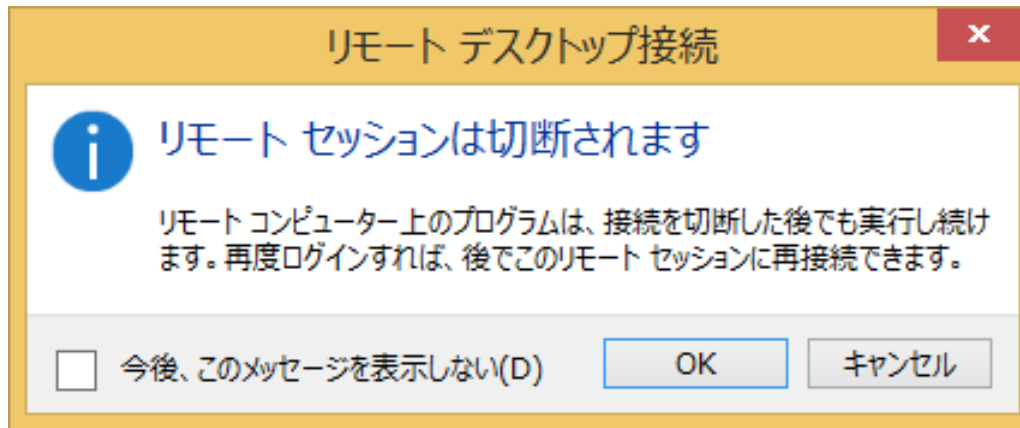 リモート デスクトップ接続
リモート セッションは切断されます
リモート コンピューター上のプログラムは、接続を切断した後でも実行し続け
ます。再度ログインすれば、後でこのリモート セッションに再接続できます。
今後、このメッセージを表示しない(D)
OK
キャンセル